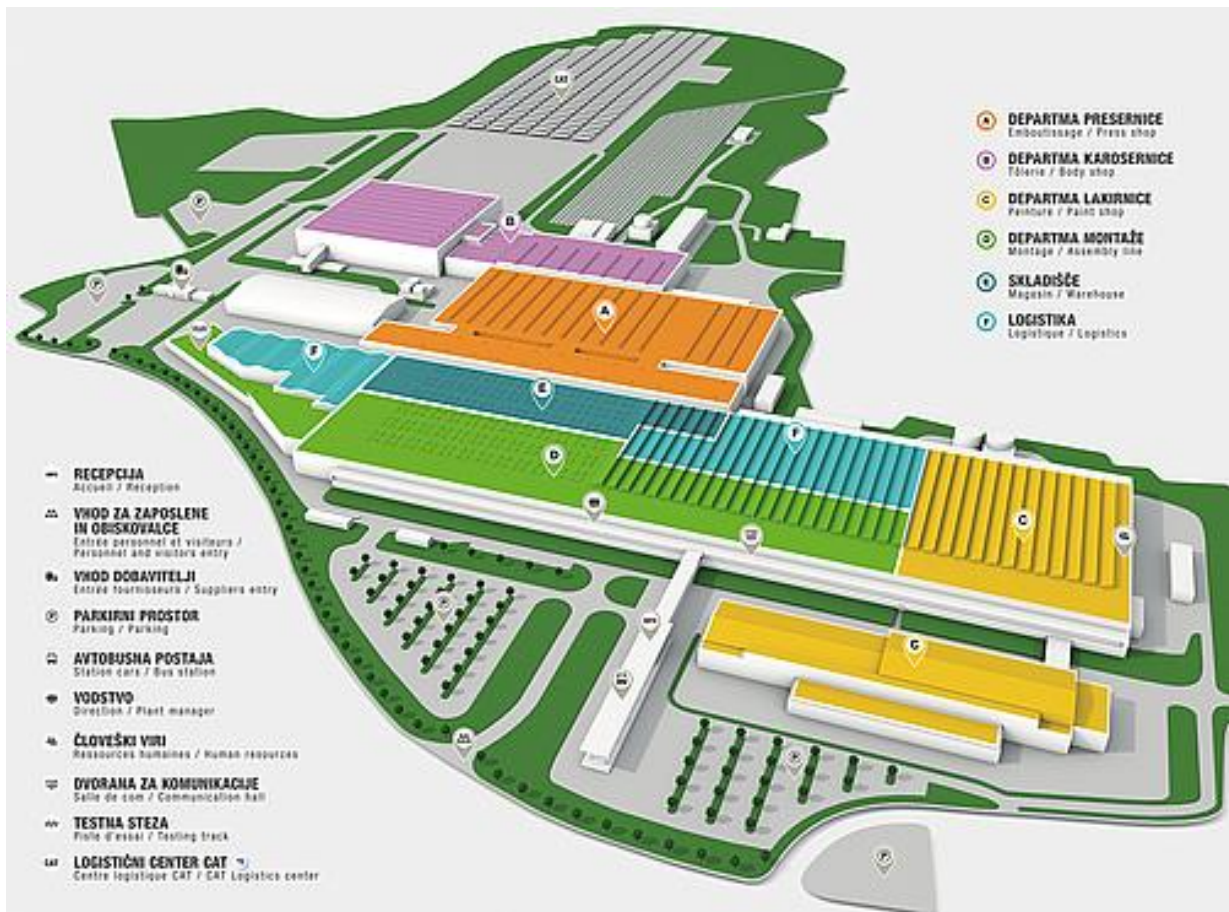 CAT
P
B
P
A
F
E
F
D
C
P
C
P
P
A DEPARTMA PRESERNICE
Emboutissage / Press shop
B DEPARTMA KAROSERNICE
Tôlerie / Body shop
C DEPARTMA LAKIRNICE
Peinture / Paint shop
D DEPARTMA MONTAŽE
Montage / Assembly line
E SKLADIŠČE
Magasin / Warehouse
F LOGISTIKA
Logistique / Logistics
RECEPCIJA
Accueil / Reception
VHOD ZA ZAPOSLENE
IN OBISKOVALCE
Entrée personnel et visiteurs /
Personnel and visitors entry
VHOD DOBAVITELJI
Entrée fournisseurs / Suppliers entry
P PARKIRNI PROSTOR
Parking / Parking
AVTOBUSNA POSTAJA
Station cars / Bus station
VODSTVO
Direction / Plant manager
ČLOVEŠKI VIRI
Ressources humaines / Human resources
DVORANA ZA KOMUNIKACIJE
Salle de com / Communication hall
TESTNA STEZA
Piste d'essai / Testing track
CAT LOGISTIČNI CENTER CAT
Centre logistique CAT / CAT Logistics center